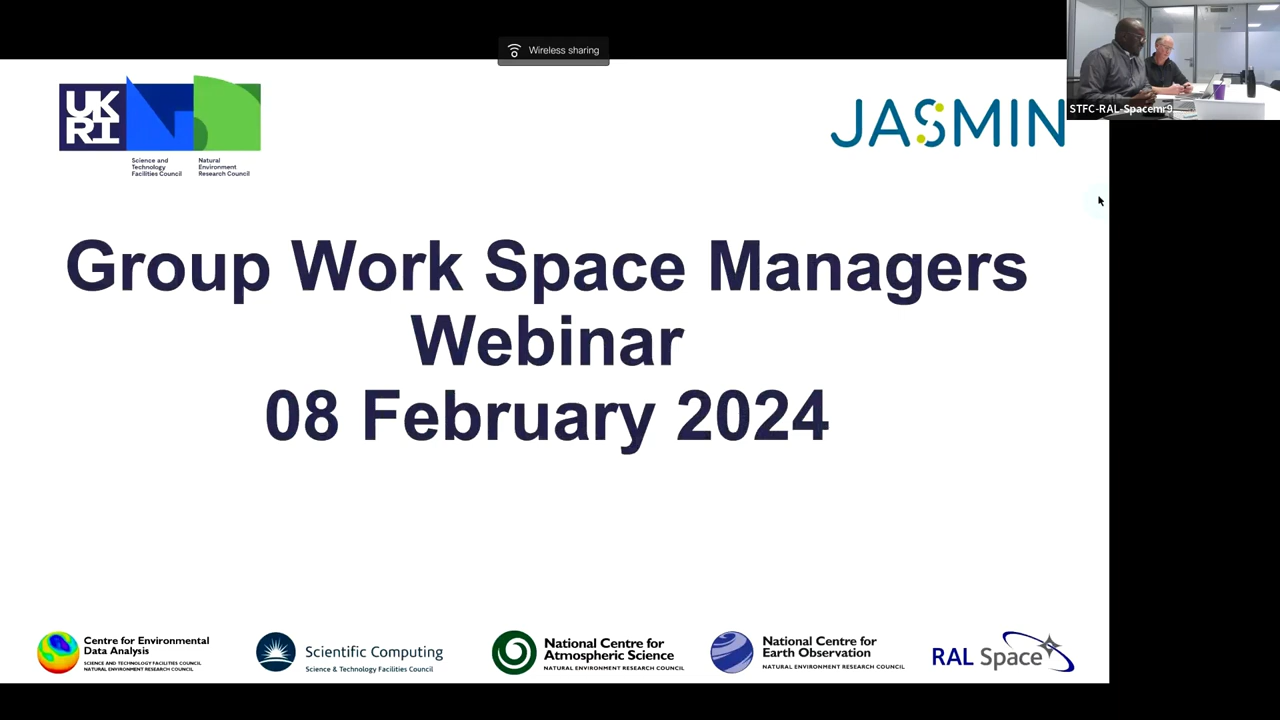 Wireless sharing
UK
RI
Science and
Technology
Facilities Council
Natural
Environment
Research Council
JASMIN
STFC-RAL-Spacemr9
Group Work Space Managers
Webinar
08 February 2024
Centre for Environmental
Data Analysis
SCIENCE AND TECHNOLOGY FACILITIES COUNCIL
NATURAL ENVIRONMENT RESEARCH COUNCIL
Scientific Computing
Science & Technology Facilities Council
National Centre for
Atmospheric Science
NATURAL ENVIRONMENT RESEARCH COUNCIL
National Centre for
Earth Observation
NATURAL ENVIRONMENT RESEARCH COUNCIL
RAL Space